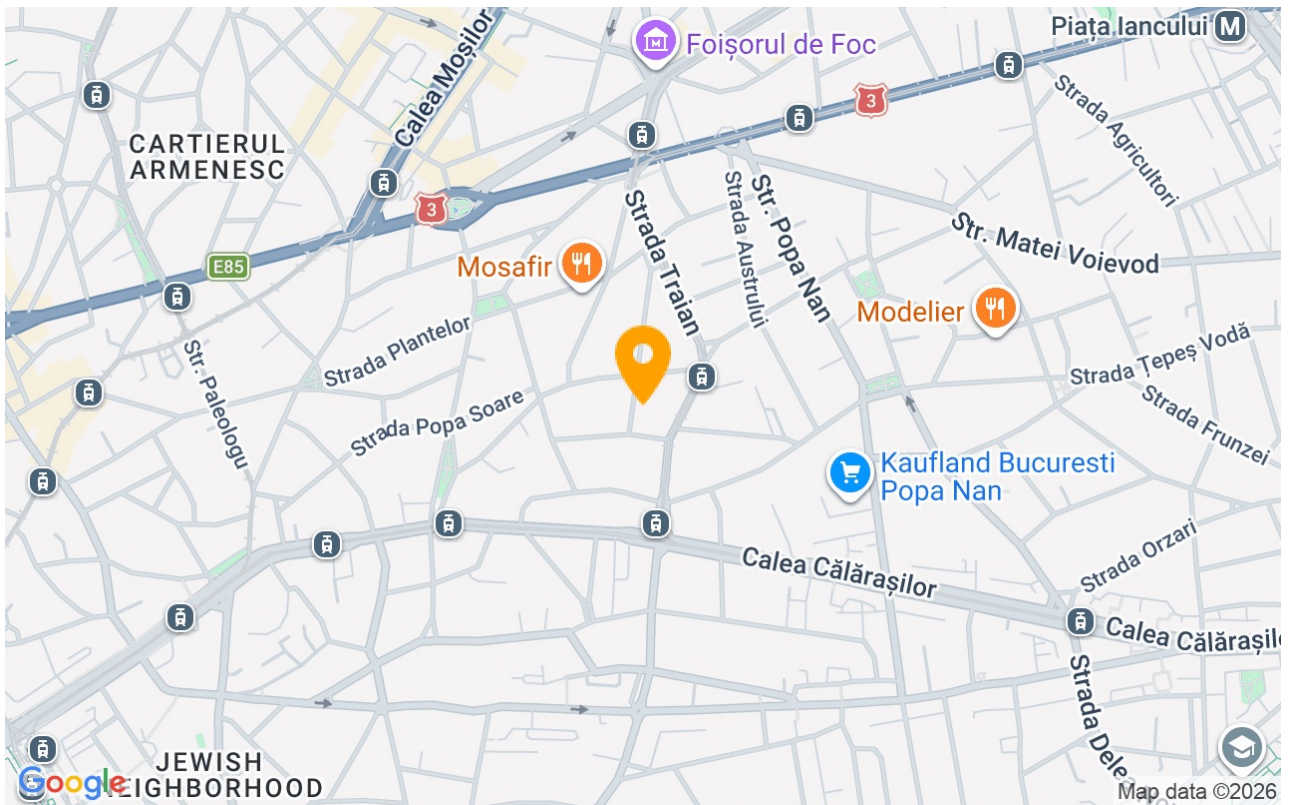 Piața Iancului
M
Foișorul de Foc
M
3
Calea Moșilor
Strada Agricultori
CARTIERUL
ARMENESC
3
Strada Traian
Strada Austrului
Str. Popa Nan
Str. Matei Voievod
E85
Mosafir
Modelier
Strada Plantelor
Strada Țepeș Vodă
Str. Paleologu
Strada Popa Soare
Strada Frunzei
Kaufland Bucuresti
Popa Nan
Strada Orzari
Calea Călărașilor
Calea Călărașil
Strada Dele
JEWISH
EIGHBORHOOD
Google
Map data ©2026